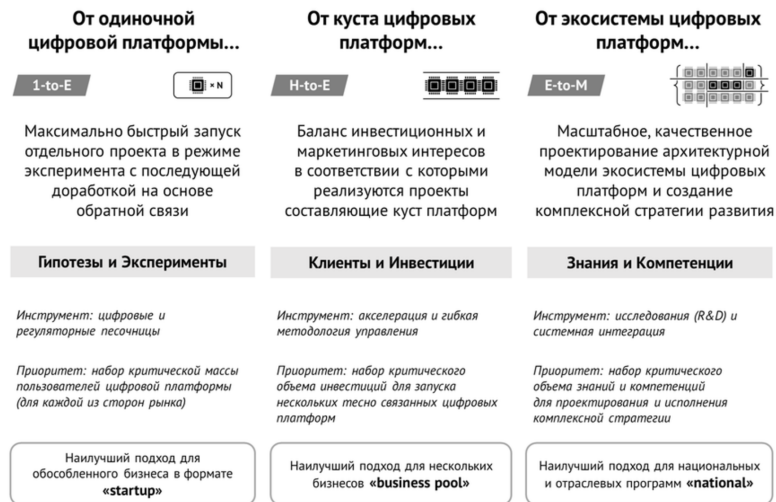 От одиночной
цифровой платформы...
1-to-E
× N
Максимально быстрый запуск
отдельного проекта в режиме
эксперимента с последующей
доработкой на основе
обратной связи
Гипотезы и Эксперименты
Инструмент: цифровые и
регуляторные песочницы
Приоритет: набор критической массы
пользователей цифровой платформы
(для каждой из сторон рынка)
Наилучший подход для
обособленного бизнеса в формате
«startup»
От куста цифровых
платформ...
H-to-E
Баланс инвестиционных и
маркетинговых интересов
в соответствии с которыми
реализуются проекты
составляющие куст платформ
Клиенты и Инвестиции
Инструмент: акселерация и гибкая
методология управления
Приоритет: набор критического
объема инвестиций для запуска
нескольких тесно связанных цифровых
платформ
Наилучший подход для нескольких
бизнесов «business pool»
От экосистемы цифровых
платформ...
E-to-M
Масштабное, качественное
проектирование архитектурной
модели экосистемы цифровых
платформ и создание
комплексной стратегии развития
Знания и Компетенции
Инструмент: исследования (R&D) и
системная интеграция
Приоритет: набор критического
объема знаний и компетенций
для проектирования и исполнения
комплексной стратегии
Наилучший подход для национальных
и отраслевых программ «national»